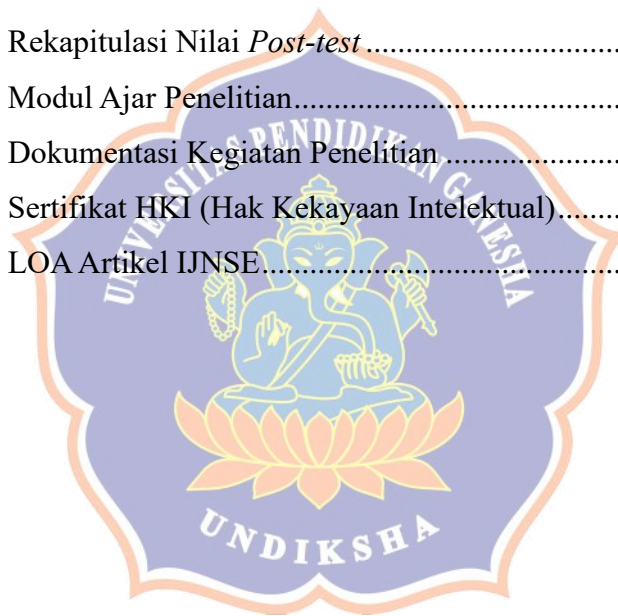 Rekapitulasi Nilai Post-test ................................
Modul Ajar Penelitian.........................................
Dokumentasi Kegiatan Penelitian ......................
Sertifikat HKI (Hak Kekayaan Intelektual)........
LOA Artikel IJNSE.............................................
UNIVERSITAS PENDIDIKAN GANESHA
UNDIKSHA